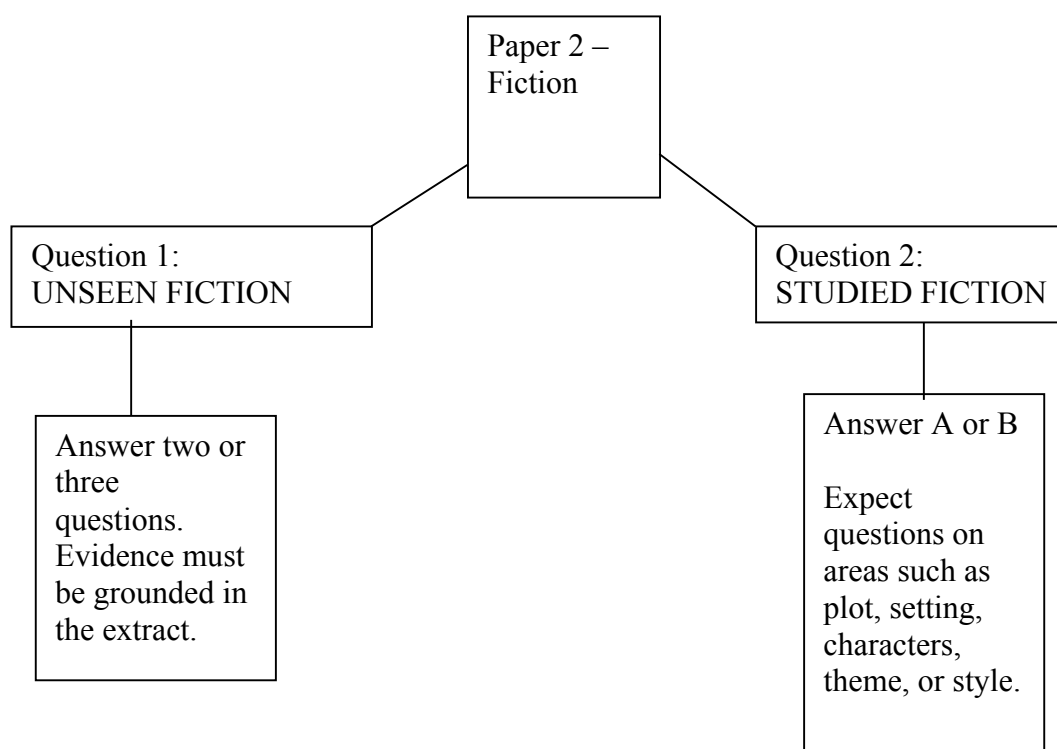 Paper 2 –
Fiction
Question 1:
UNSEEN FICTION
Question 2:
STUDIED FICTION
Answer two or
three
questions.
Evidence must
be grounded in
the extract.
Answer A or B
Expect
questions on
areas such as
plot, setting,
characters,
theme, or style.